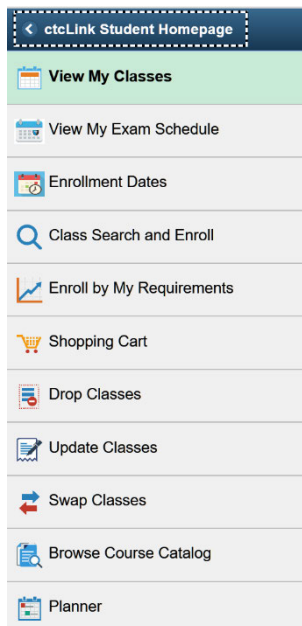 ctcLink Student Homepage
View My Classes
View My Exam Schedule
Enrollment Dates
Class Search and Enroll
Enroll by My Requirements
Shopping Cart
Drop Classes
Update Classes
Swap Classes
Browse Course Catalog
Planner